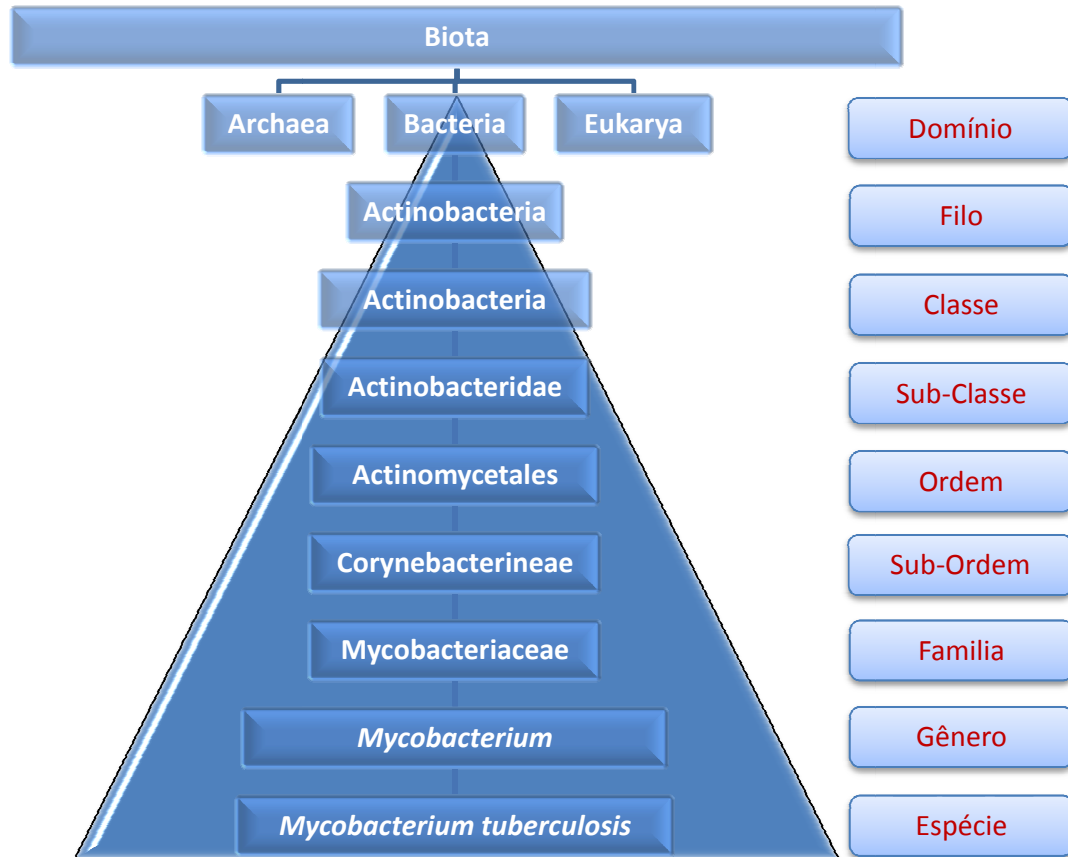 Biota
Archaea Bacteria Eukarya Domínio
Actinobacteria Filo
Actinobacteria Classe
Actinobacteridae Sub-Classe
Actinomycetales Ordem
Corynebacterineae Sub-Ordem
Mycobacteriaceae Familia
Mycobacterium Gênero
Mycobacterium tuberculosis Espécie